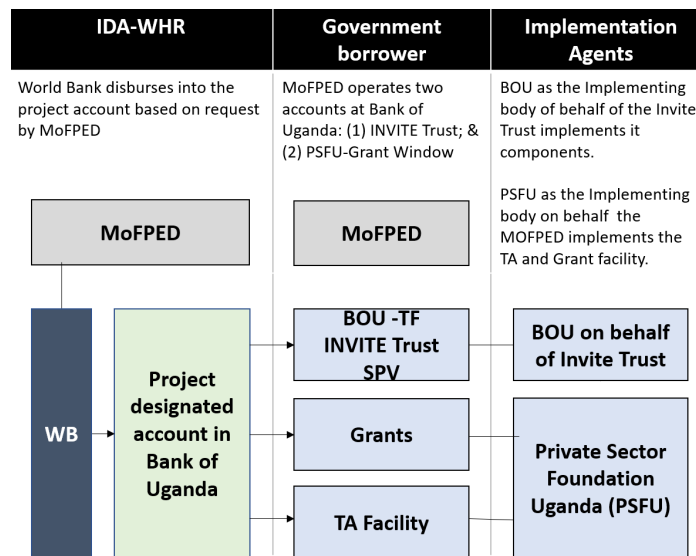 IDA-WHR
Government
borrower
Implementation
Agents
World Bank disburses into the
project account based on request
by MoFPED
MoFPED operates two
accounts at Bank of
Uganda: (1) INVITE Trust; &
(2) PSFU-Grant Window
BOU as the Implementing
body of behalf of the Invite
Trust implements it
components.
PSFU as the Implementing
body on behalf the
MOFPED implements the
TA and Grant facility.
MoFPED
MoFPED
WB
Project
designated
account in
Bank of
Uganda
BOU -TF
INVITE Trust
SPV
Grants
TA Facility
BOU on behalf
of Invite Trust
Private Sector
Foundation
Uganda (PSFU)